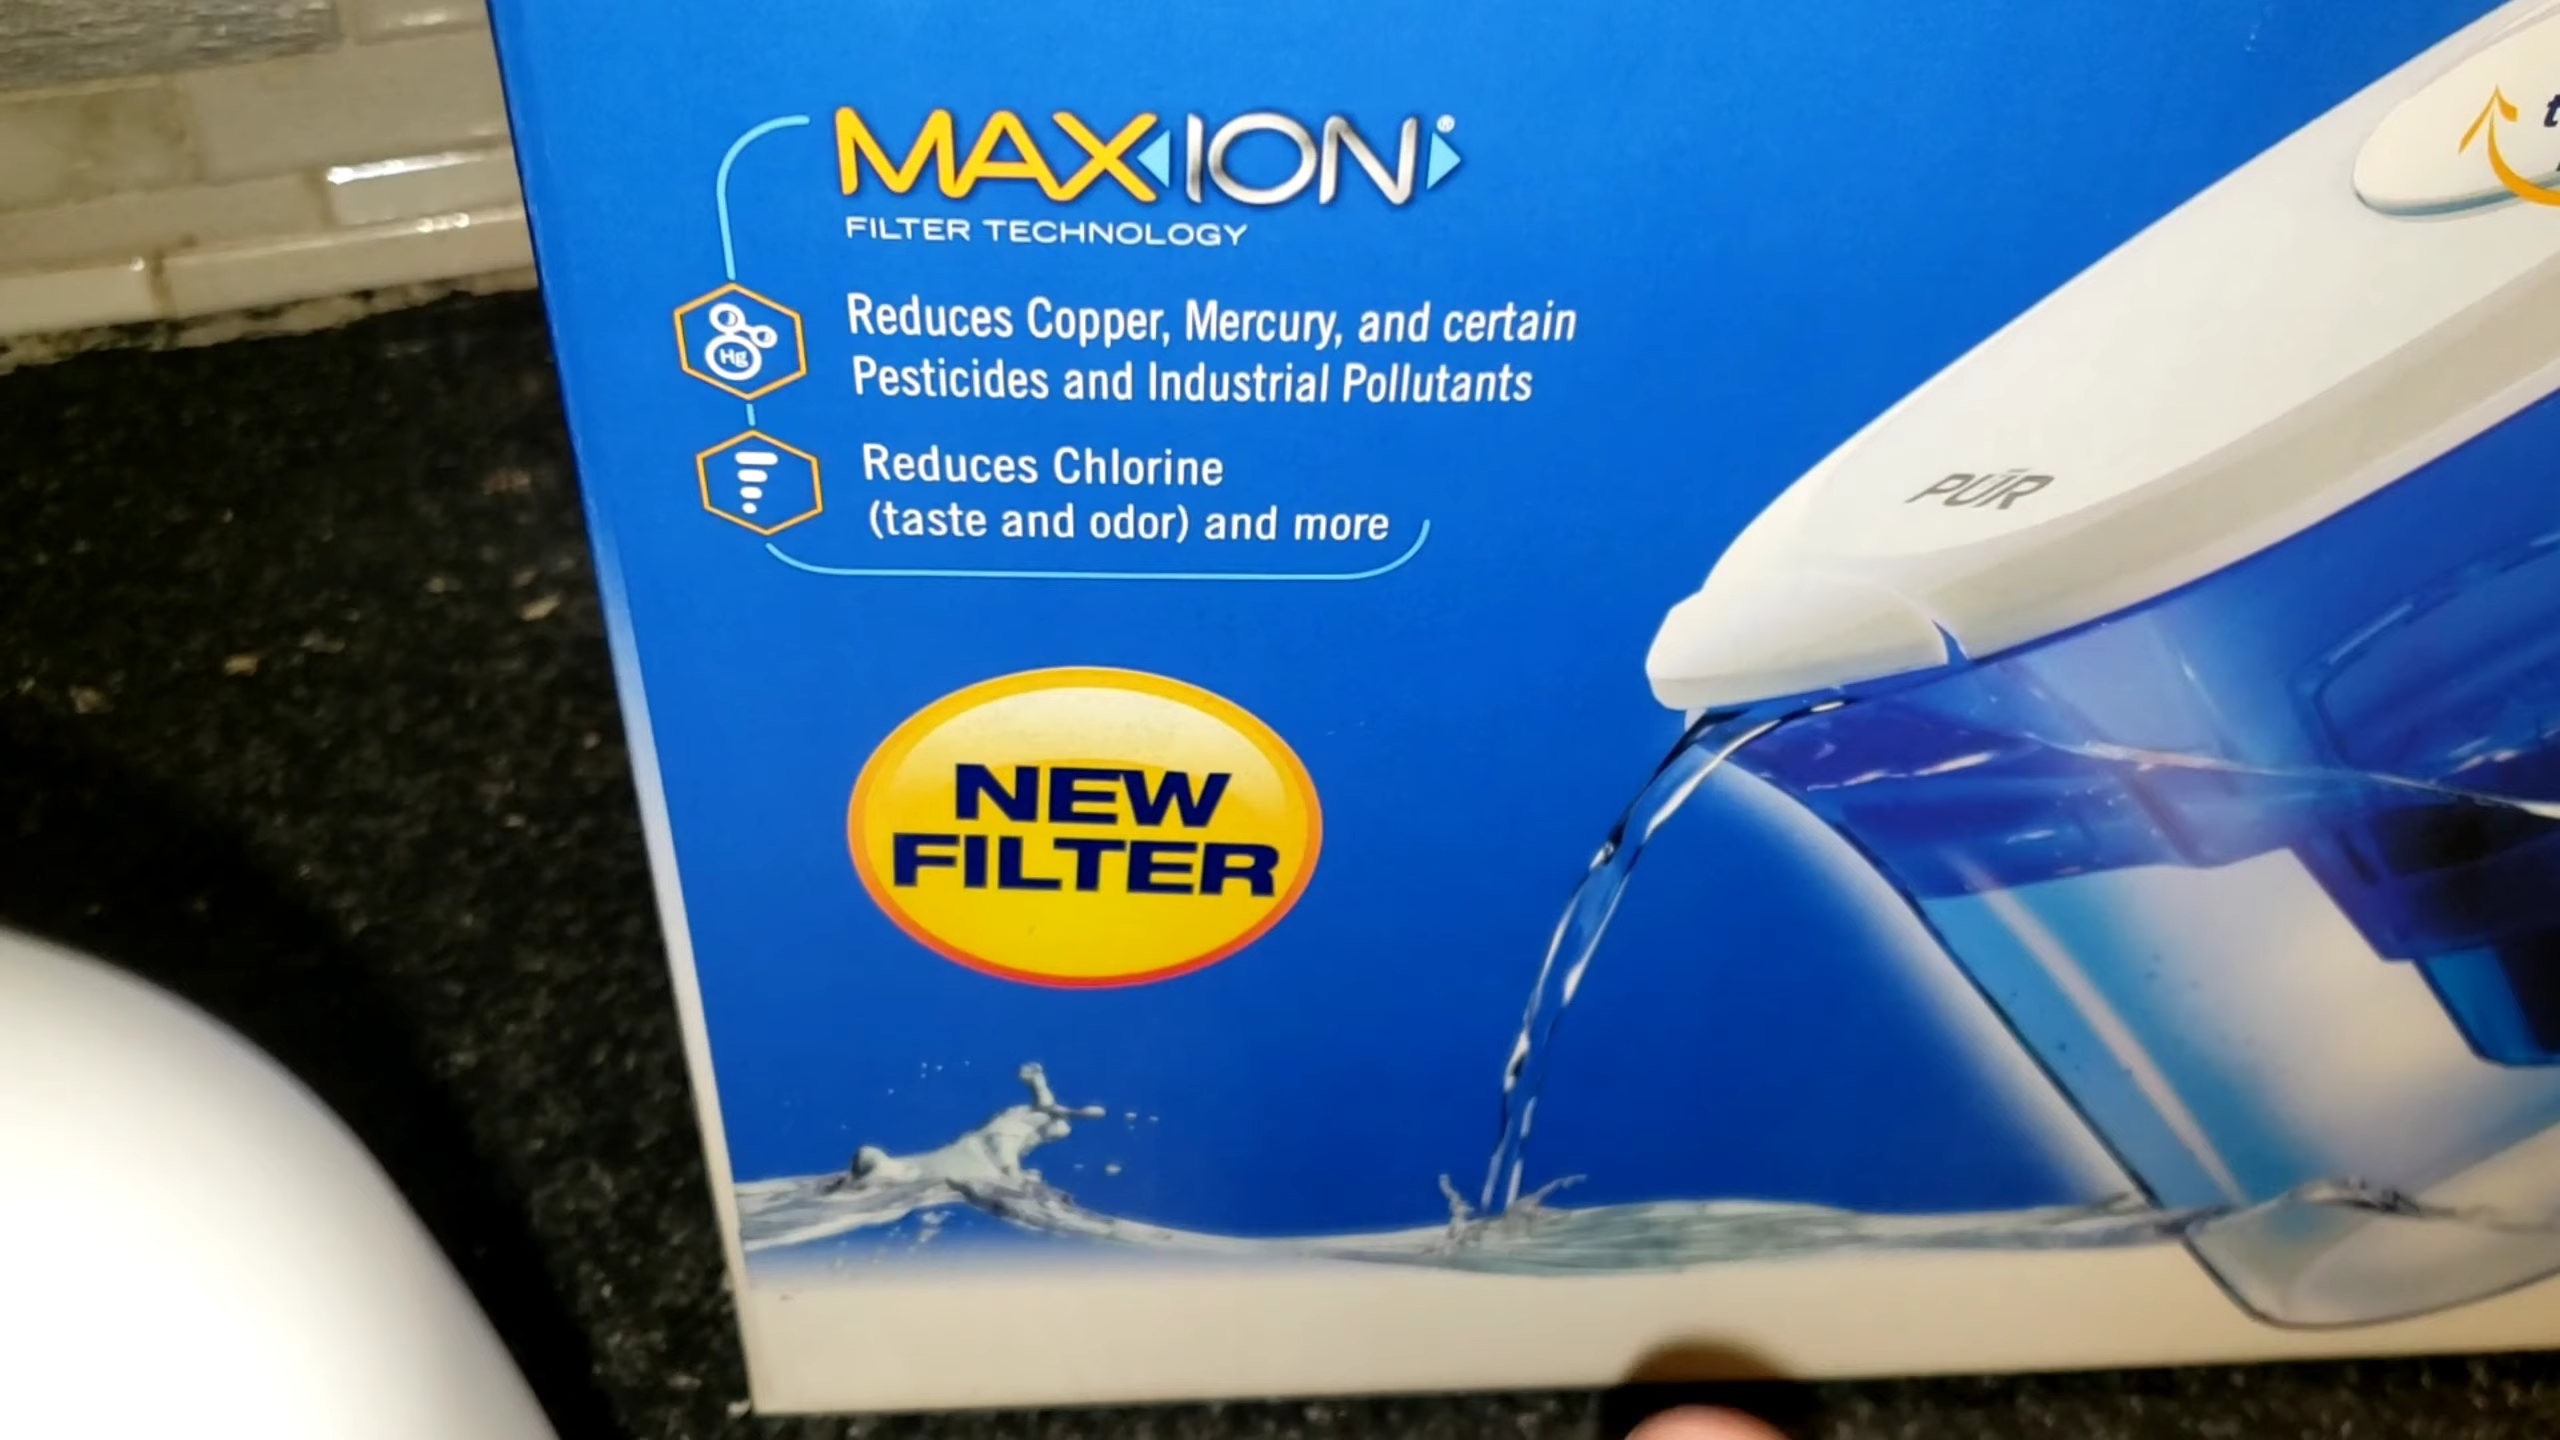 MAXION®
FILTER TECHNOLOGY
Hg
Reduces Copper, Mercury, and certain
Pesticides and Industrial Pollutants
Reduces Chlorine
(taste and odor) and more
PŪR
NEW
FILTER